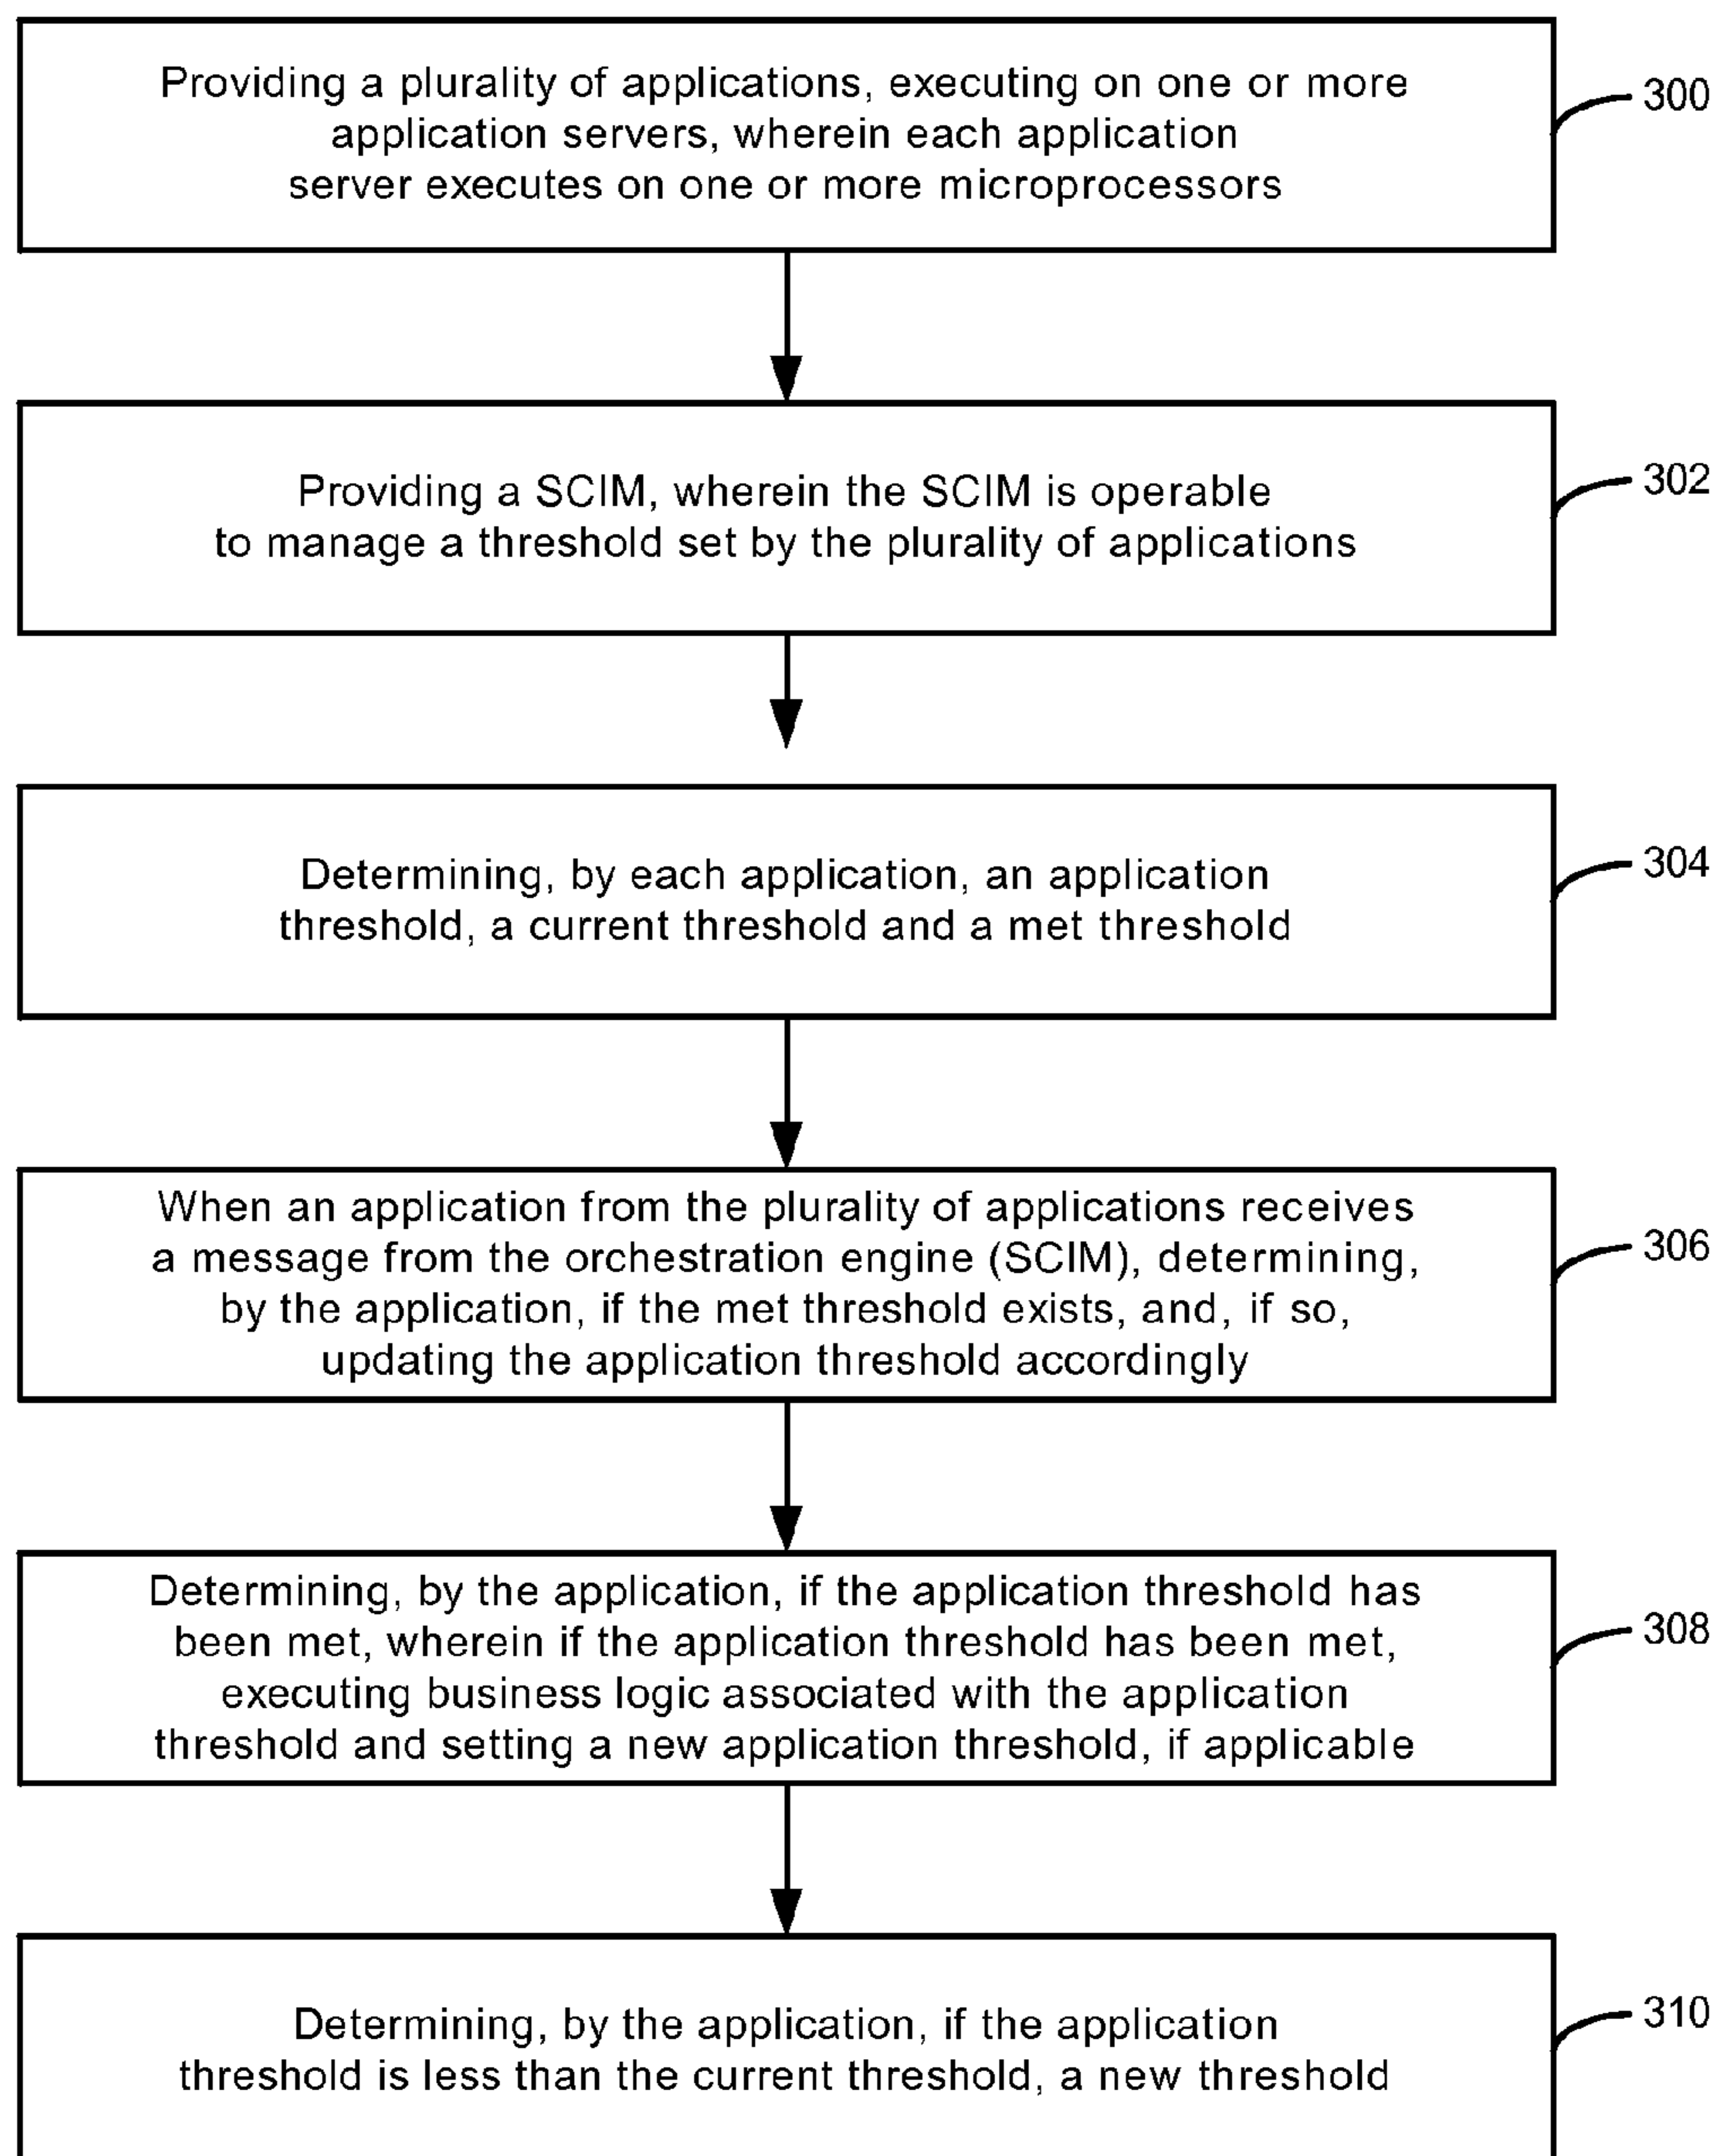 Providing a plurality of applications, executing on one or more
application servers, wherein each application
server executes on one or more microprocessors
300
Providing a SCIM, wherein the SCIM is operable
to manage a threshold set by the plurality of applications
302
Determining, by each application, an application
threshold, a current threshold and a met threshold
304
When an application from the plurality of applications receives
a message from the orchestration engine (SCIM), determining,
by the application, if the met threshold exists, and, if so,
updating the application threshold accordingly
306
Determining, by the application, if the application threshold has
been met, wherein if the application threshold has been met,
executing business logic associated with the application
threshold and setting a new application threshold, if applicable
308
Determining, by the application, if the application
threshold is less than the current threshold, a new threshold
310